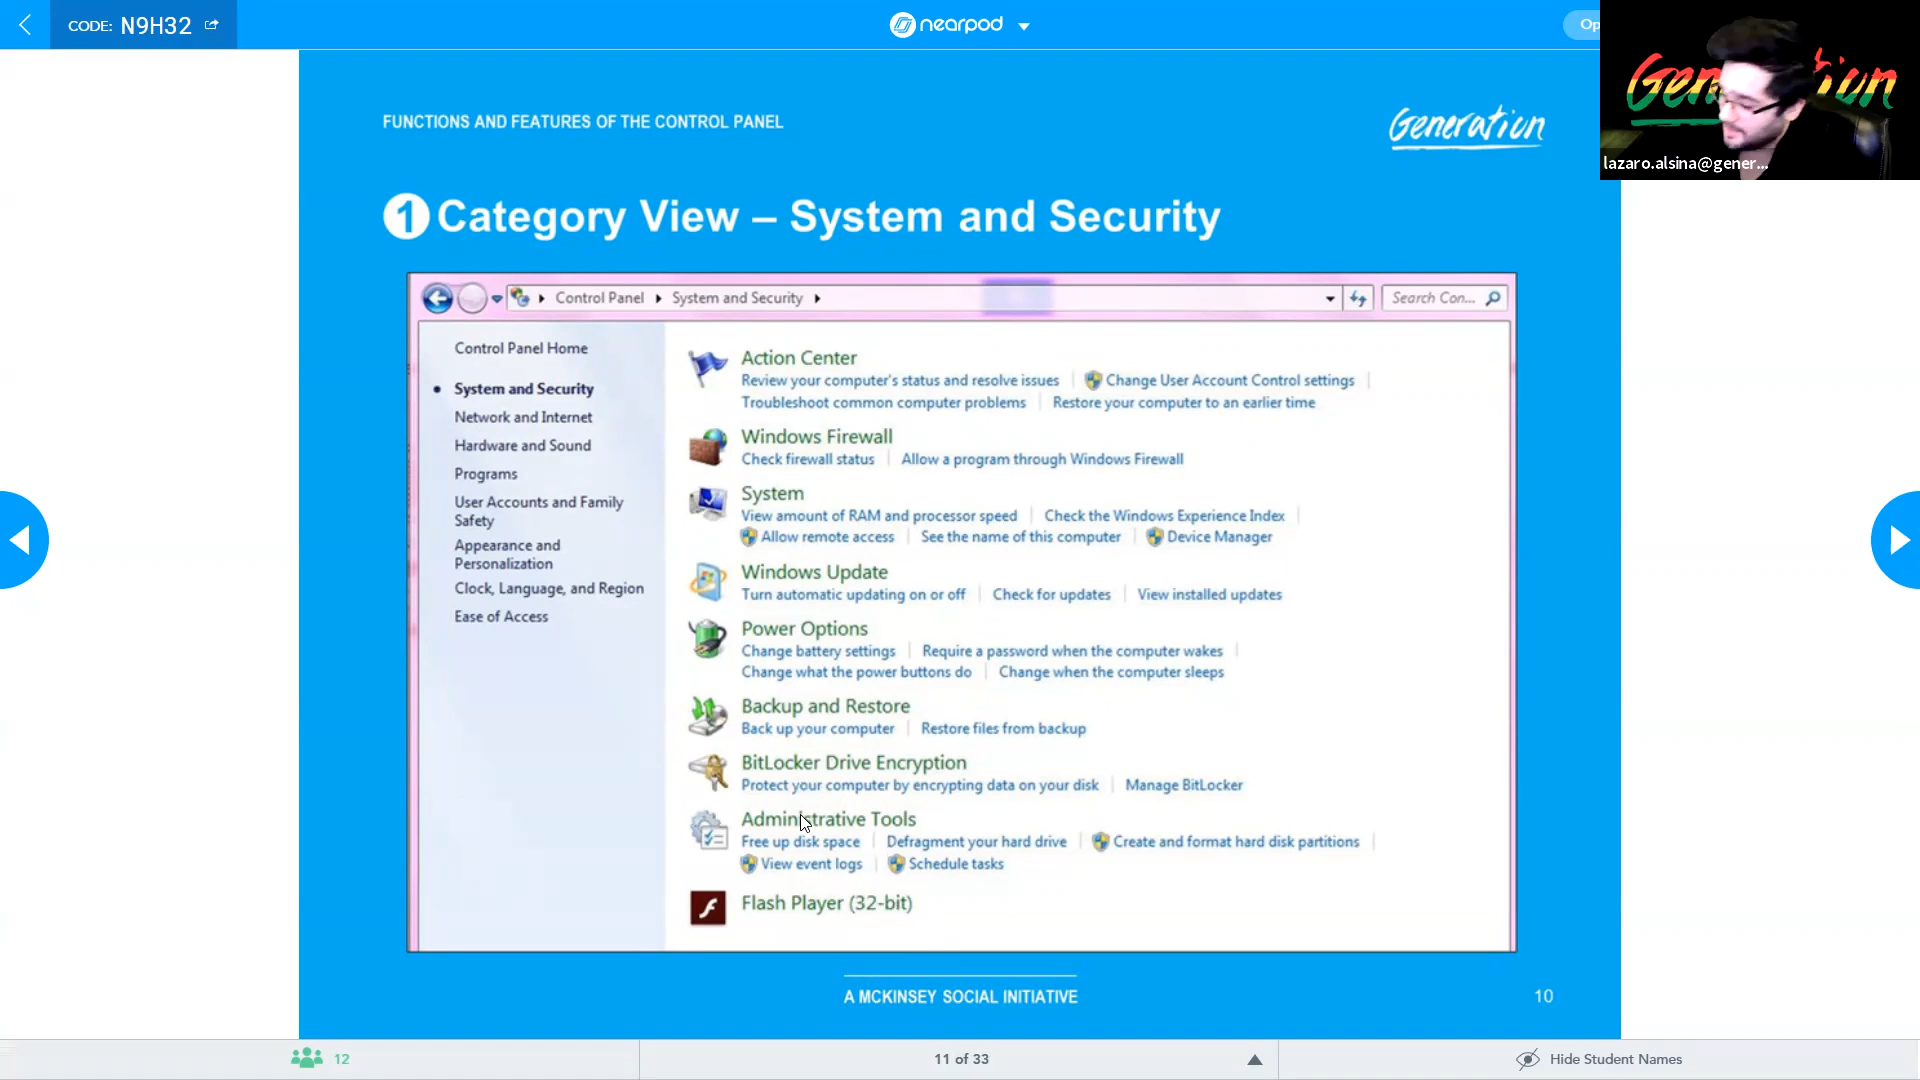 CODE: N9H32
nearpod
Op
Generation
lazaro.alsina@gener...
FUNCTIONS AND FEATURES OF THE CONTROL PANEL
Generation
1 Category View – System and Security
Control Panel System and Security
Search Con...
Control Panel Home
System and Security
Network and Internet
Hardware and Sound
Programs
User Accounts and Family
Safety
Appearance and
Personalization
Clock, Language, and Region
Ease of Access
Action Center
Review your computer's status and resolve issues Change User Account Control settings
Troubleshoot common computer problems Restore your computer to an earlier time
Windows Firewall
Check firewall status Allow a program through Windows Firewall
System
View amount of RAM and processor speed Check the Windows Experience Index
Allow remote access See the name of this computer Device Manager
Windows Update
Turn automatic updating on or off Check for updates View installed updates
Power Options
Change battery settings Require a password when the computer wakes
Change what the power buttons do Change when the computer sleeps
Backup and Restore
Back up your computer Restore files from backup
BitLocker Drive Encryption
Protect your computer by encrypting data on your disk Manage BitLocker
Administrative Tools
Free up disk space Defragment your hard drive Create and format hard disk partitions
View event logs Schedule tasks
Flash Player (32-bit)
A MCKINSEY SOCIAL INITIATIVE
10
12
11 of 33
Hide Student Names